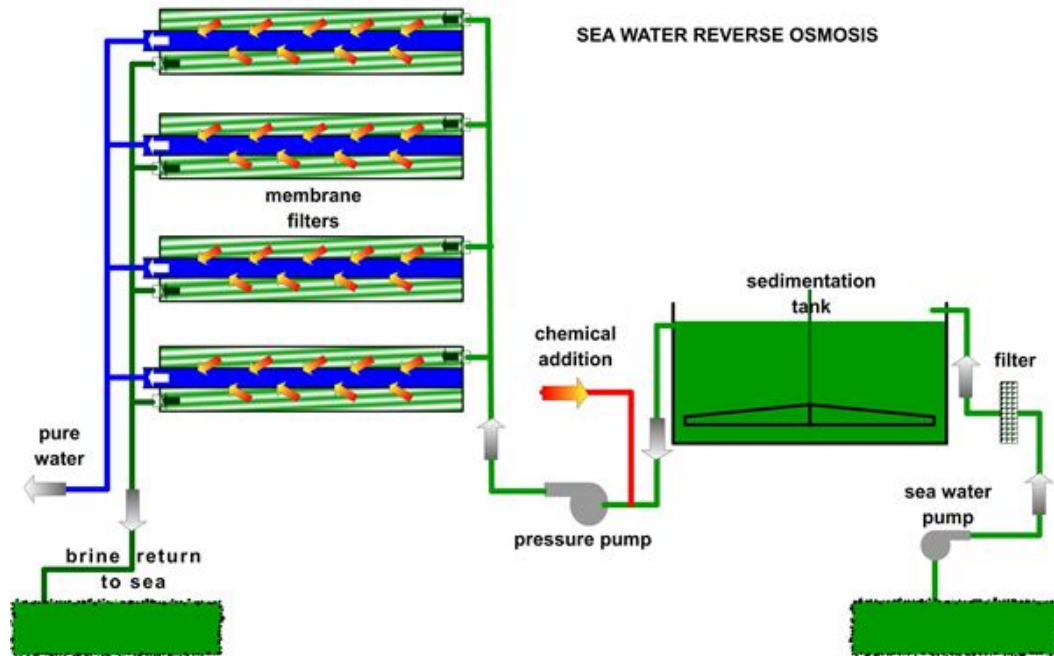 SEA WATER REVERSE OSMOSIS
membrane
filters
sedimentation
tank
chemical
addition
filter
pure
water
sea water
pump
pressure pump
brine return
to sea